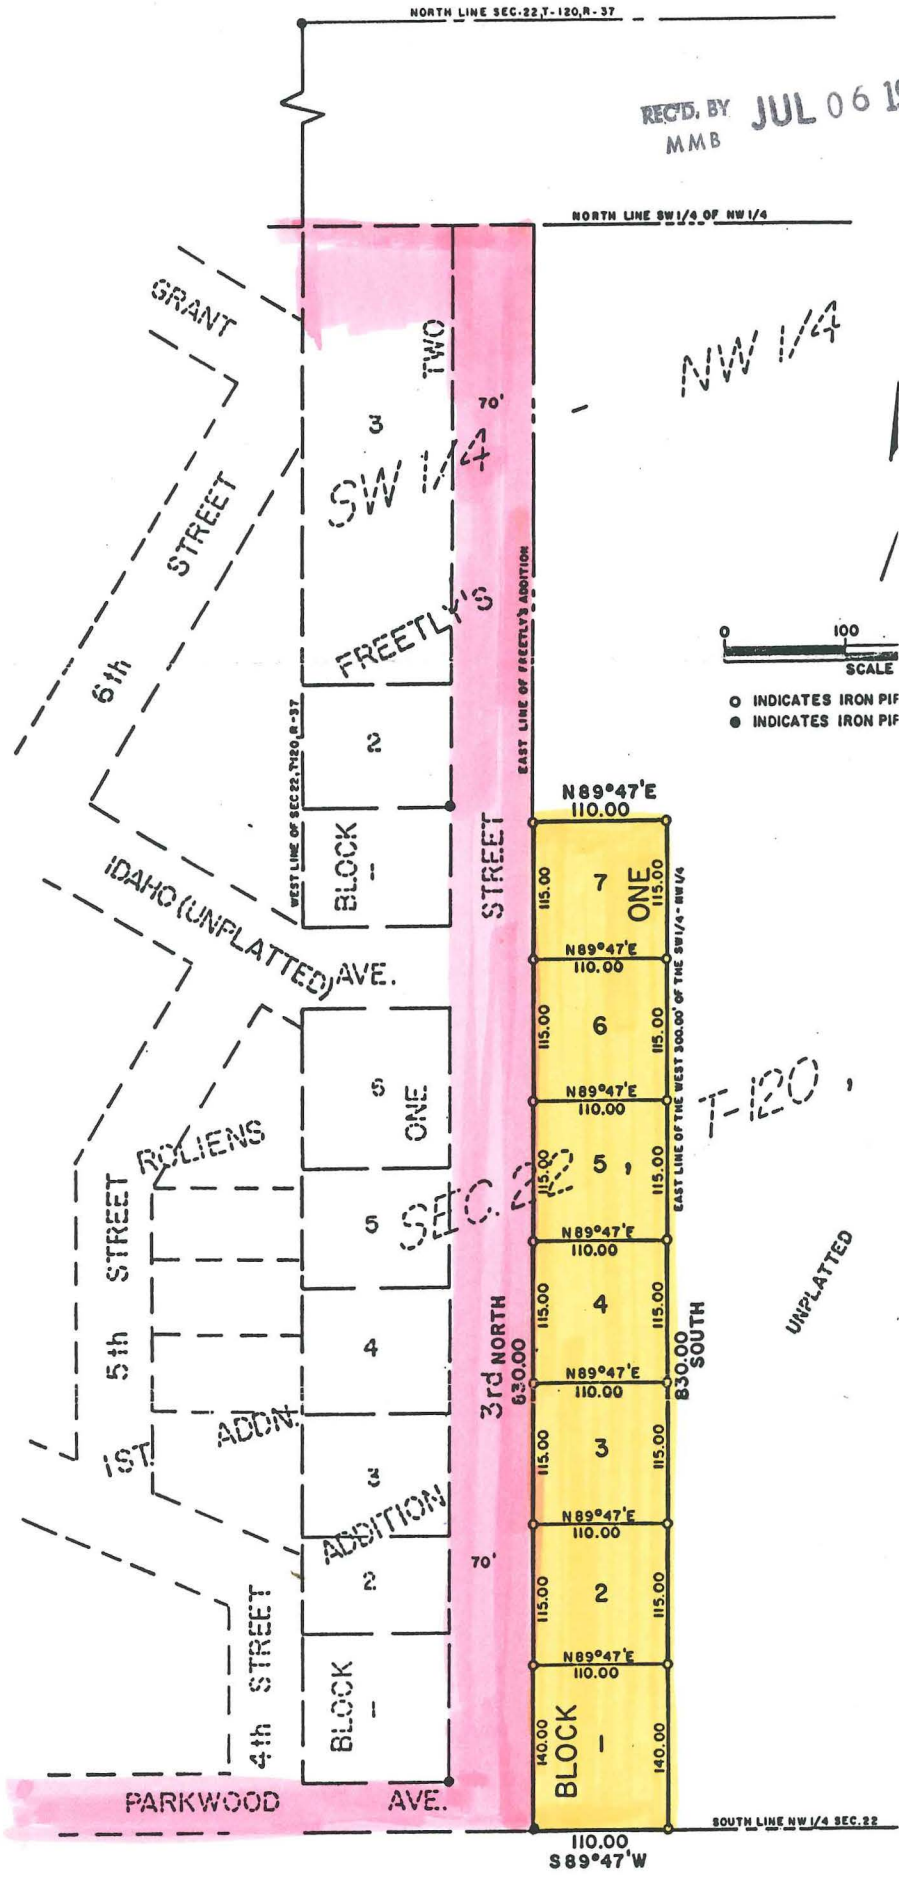 NORTH LINE SEC.22,T-120,R-37
REC'D. BY JUL 06 19
MMB
NORTH LINE SW1/4 OF NW1/4
GRANT
TWO
NW 1/4
70'
3
SW 1/4
STREET
EAST LINE OF FREETLY'S ADDITION
FREETLY'S
0 100
SCALE
6th
INDICATES IRON PIP
INDICATES IRON PIP
WEST LINE OF SEC22,T-120,R-37
2
N89°47'E
110.00
BLOCK
1
STREET
115.00
7
ONE
115.00
IDAHO (UNPLATTED) AVE.
N89°47'E
110.00
EAST LINE OF THE WEST 300.00' OF THE SW1/4-NW1/4
115.00
6
115.00
6
ONE
N89°47'E
110.00
T-120,
ROLIENS
115.00
5
115.00
SEC. 22,
5
5th STREET
N89°47'E
110.00
UNPLATTED
115.00
4
115.00
4
3rd NORTH
830.00
830.00
SOUTH
N89°47'E
110.00
1ST. ADDN.
115.00
3
115.00
3
ADDITION
N89°47'E
110.00
70'
2
115.00
2
115.00
4th STREET
N89°47'E
110.00
BLOCK
1
140.00
BLOCK
1
140.00
PARKWOOD AVE.
SOUTH LINE NW1/4 SEC.22
110.00
S89°47'W